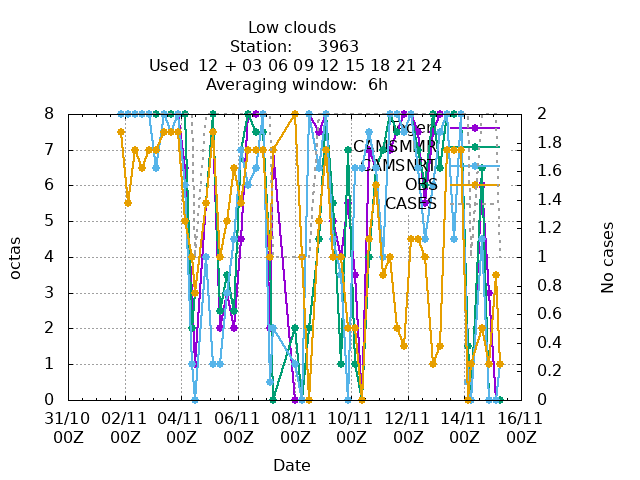 Low clouds
Station: 3963
Used 12 + 03 06 09 12 15 18 21 24
Averaging window: 6h
octas
No cases
8
7
6
5
4
3
2
1
0
2
1.8
1.6
1.4
1.2
1
0.8
0.6
0.4
0.2
0
CAMSMMR
CAMSNRT
OBS
CASES
31/10 02/11 04/11 06/11 08/11 10/11 12/11 14/11 16/11
00Z 00Z 00Z 00Z 00Z 00Z 00Z 00Z 00Z
Date